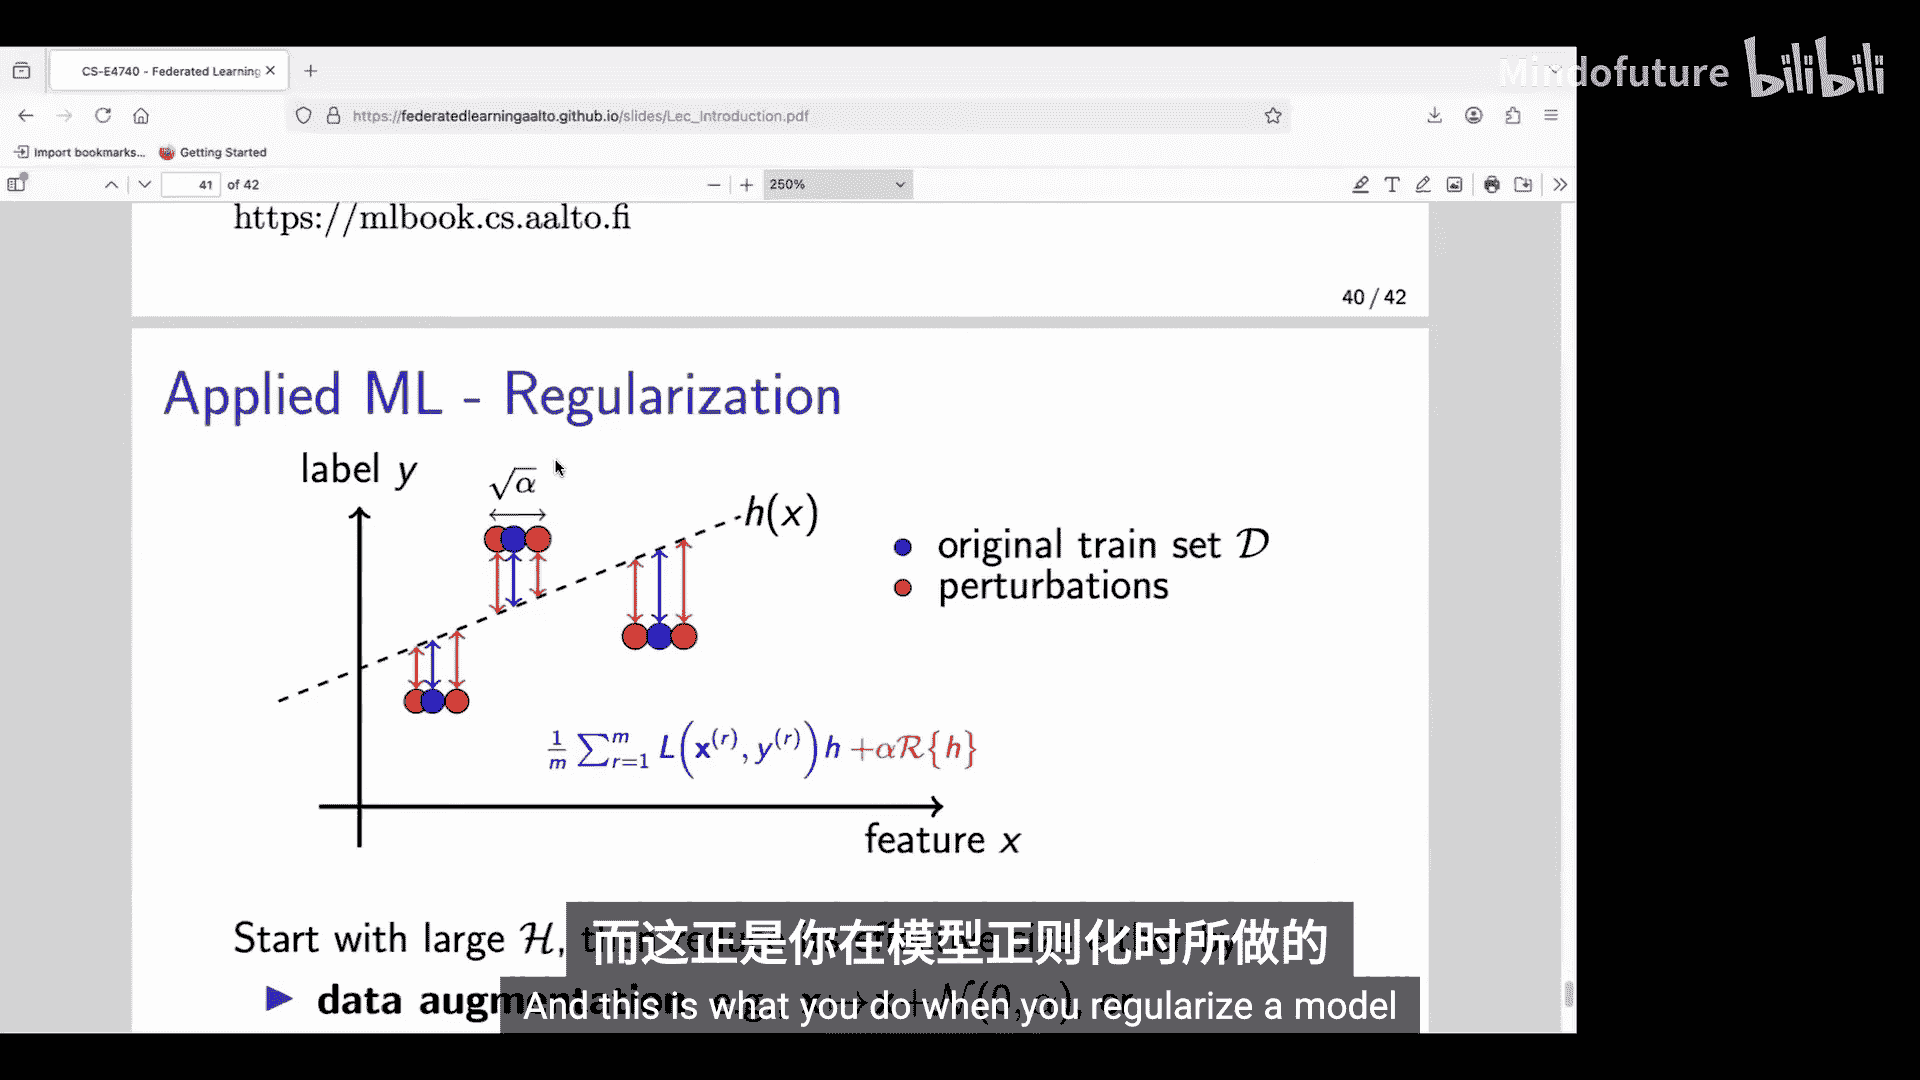 Mindofuture bilibili
CS-E4740 - Federated Learning
https://federatedlearningaalto.github.io/slides/Lec_Introduction.pdf
Import bookmarks... Getting Started
41 of 42 250%
https://mlbook.cs.aalto.fi
40 / 42
Applied ML - Regularization
label y
√α
h(x)
original train set 𝒟
perturbations
1/m ∑_{r=1}^{m} L(x^(r), y^(r))h +αℛ{h}
feature x
Start with large ℋ,
而这正是你在模型正则化时所做的
data
And this is what you do when you regularize a model